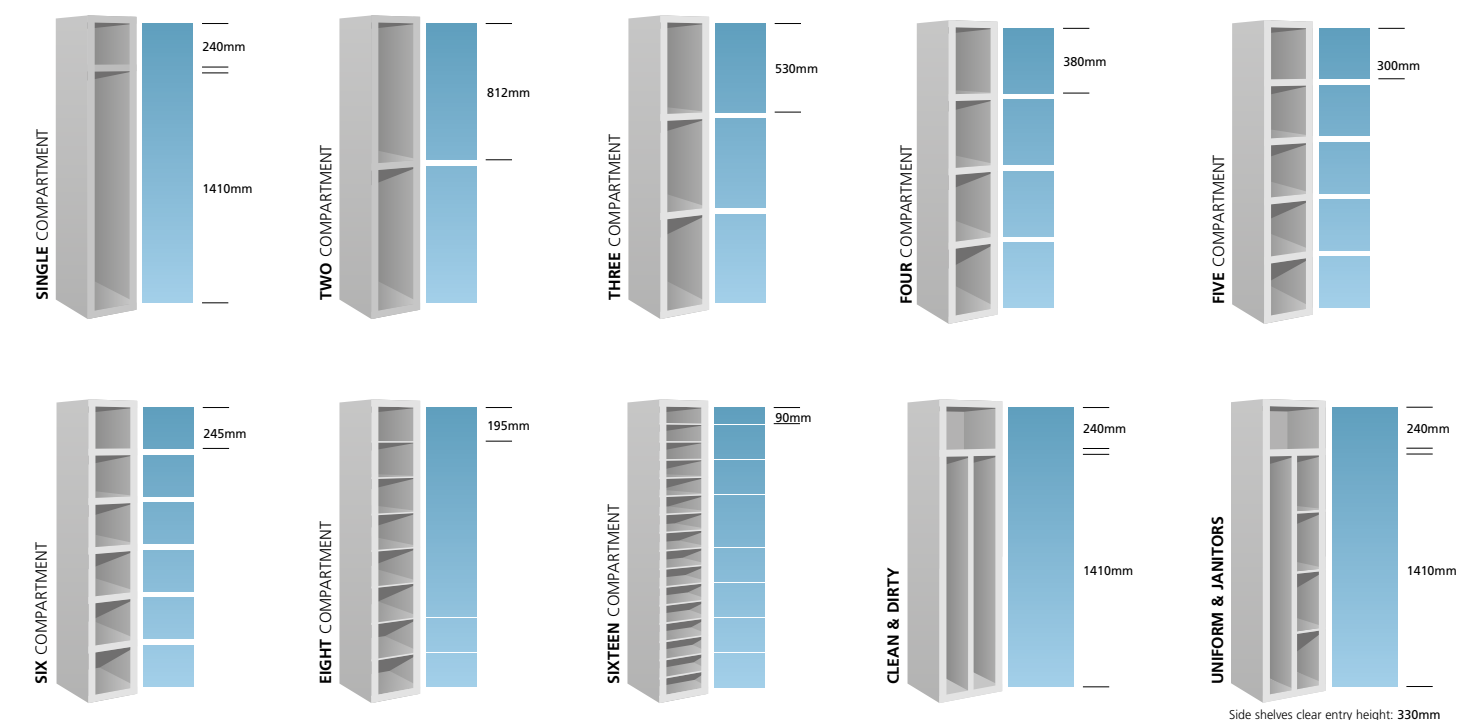 SINGLE COMPARTMENT
240mm
1410mm
TWO COMPARTMENT
812mm
THREE COMPARTMENT
530mm
FOUR COMPARTMENT
380mm
FIVE COMPARTMENT
300mm
SIX COMPARTMENT
245mm
EIGHT COMPARTMENT
195mm
SIXTEN COMPARTMENT
90mm
CLEAN & DIRTY
240mm
1410mm
UNIFORM & JANITORS
240mm
1410mm
Side shelves clear entry height: 330mm